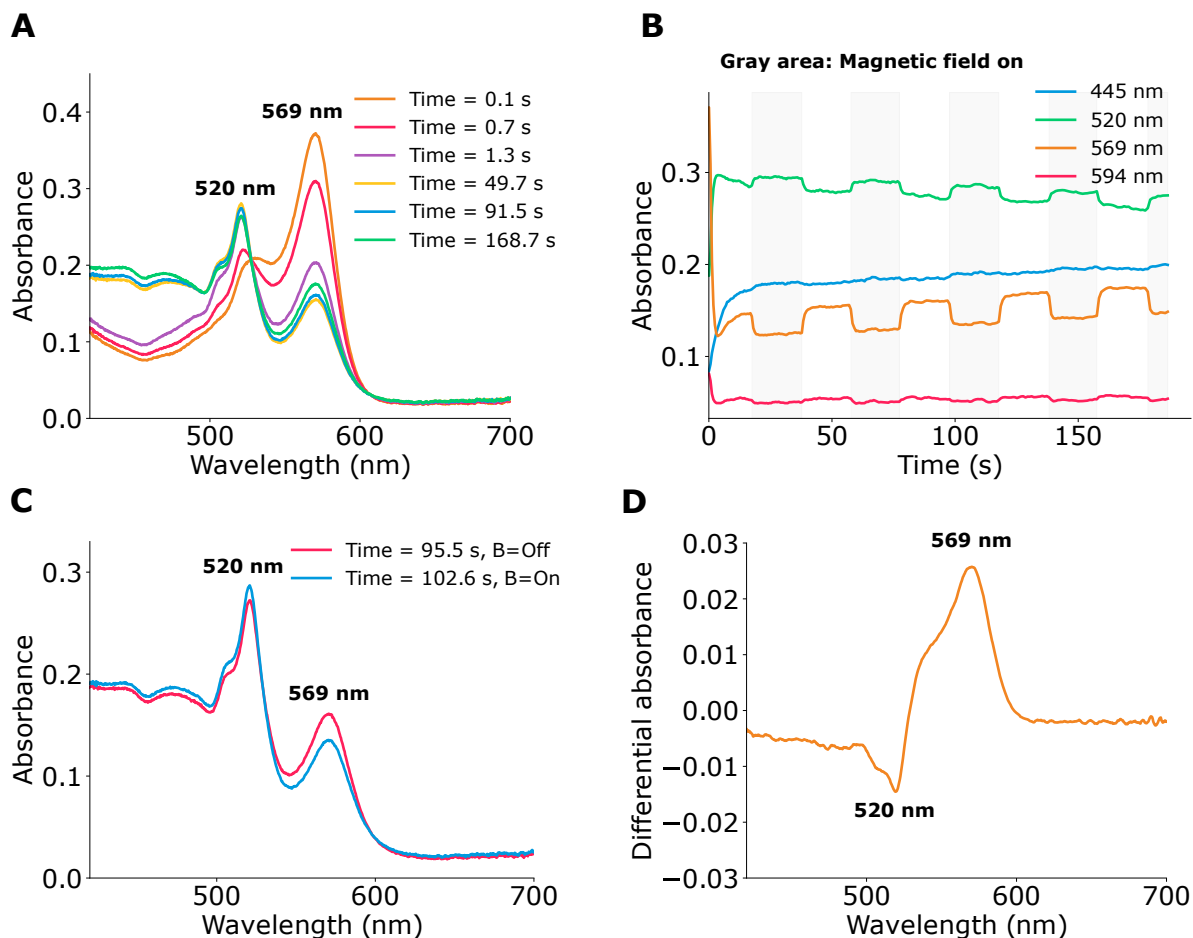 A
569 nm
520 nm
Time = 0.1 s
Time = 0.7 s
Time = 1.3 s
Time = 49.7 s
Time = 91.5 s
Time = 168.7 s
Absorbance
0.4
0.3
0.2
0.1
0.0
500
600
700
Wavelength (nm)
B
Gray area: Magnetic field on
445 nm
520 nm
569 nm
594 nm
Absorbance
0.3
0.2
0.1
0
50
100
150
Time (s)
C
Time = 95.5 s, B=Off
Time = 102.6 s, B=On
520 nm
569 nm
Absorbance
0.3
0.2
0.1
0.0
500
600
700
Wavelength (nm)
D
569 nm
520 nm
Differential absorbance
0.03
0.02
0.01
0.00
−0.01
−0.02
−0.03
500
600
700
Wavelength (nm)